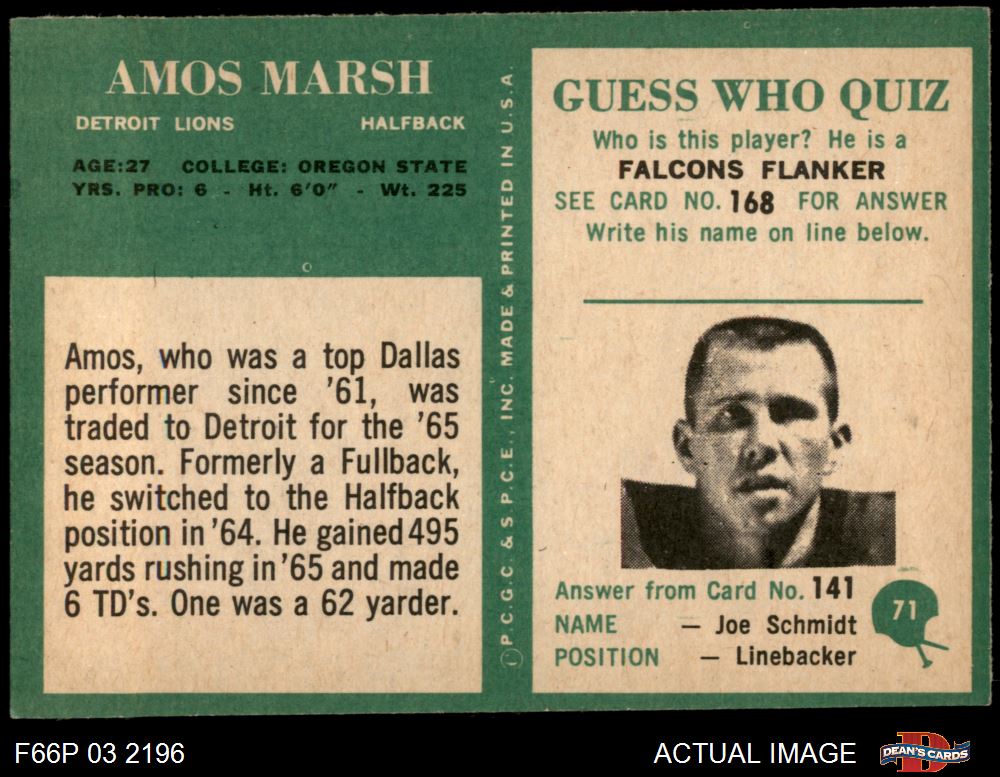 AMOS MARSH
DETROIT LIONS HALFBACK
AGE:27 COLLEGE: OREGON STATE
YRS. PRO: 6 - Ht. 6'0" - Wt. 225
Amos, who was a top Dallas
performer since '61, was
traded to Detroit for the '65
season. Formerly a Fullback,
he switched to the Halfback
position in '64. He gained 495
yards rushing in '65 and made
6 TD's. One was a 62 yarder.
P.C.G.C. & S.P.C.E., INC. MADE & PRINTED IN U.S.A.
GUESS WHO QUIZ
Who is this player? He is a
FALCONS FLANKER
SEE CARD NO. 168 FOR ANSWER
Write his name on line below.
Answer from Card No. 141
NAME — Joe Schmidt
POSITION — Linebacker
71
F66P 03 2196
ACTUAL IMAGE
D
DEAN'S CARDS